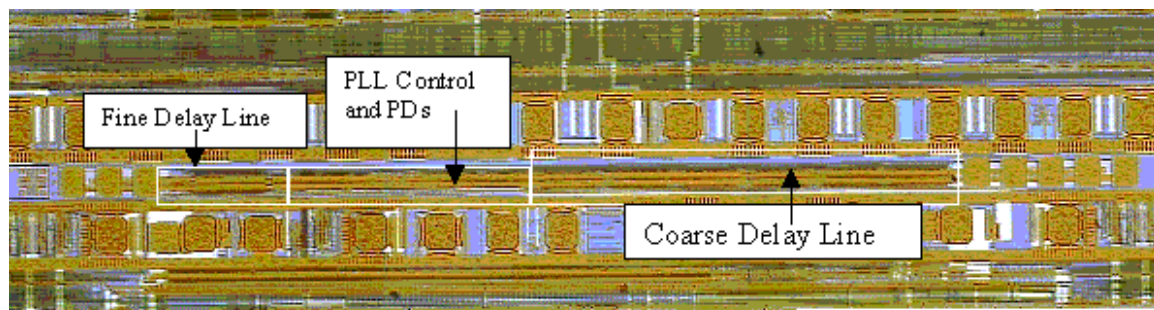 PLL Control
and PDs
Fine Delay Line
Coarse Delay Line